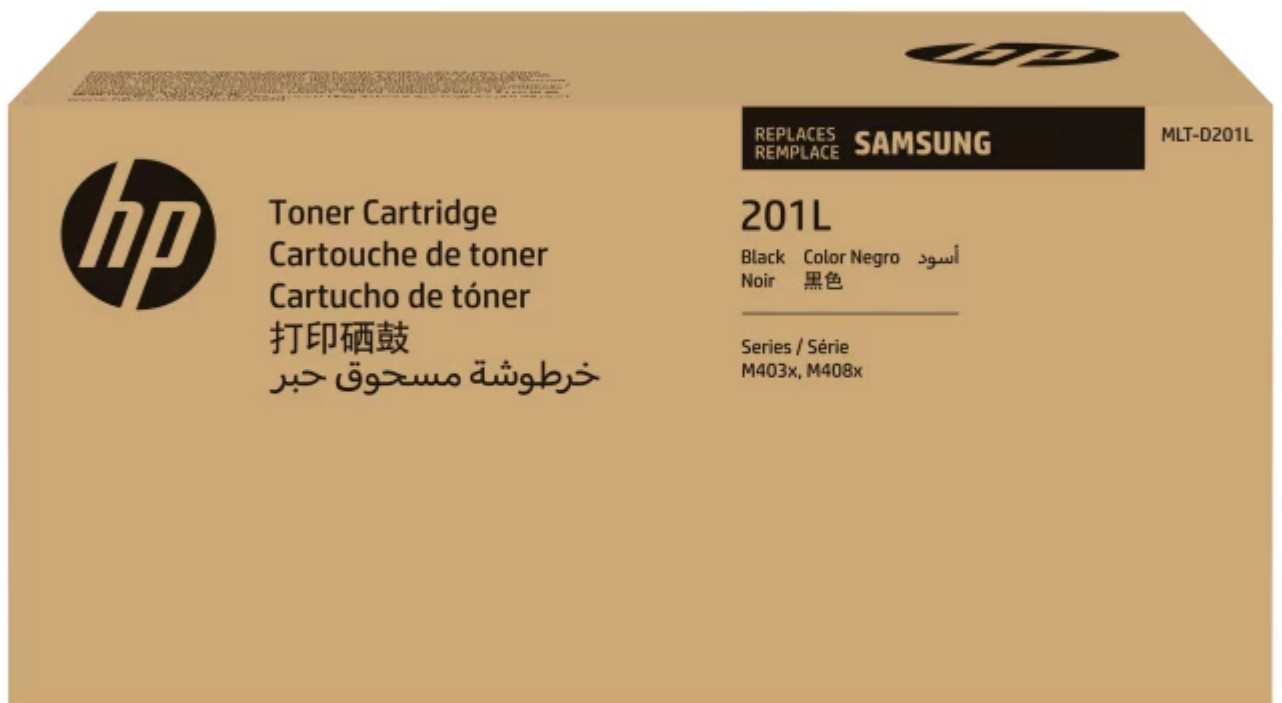 hp
hp
Toner Cartridge
Cartouche de toner
Cartucho de tóner
打印硒鼓
خرطوشة مسحوق حبر
REPLACES
REMPLACE
SAMSUNG
MLT-D201L
201L
Black Color Negro أسود
Noir 黑色
Series / Série
M403x, M408x